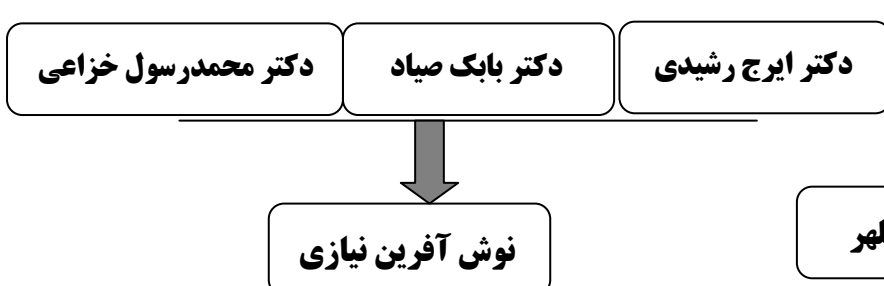 دکتر ایرج رشیدی
دکتر بابک صیاد
دکتر محمدرسول خزاعی
نوش آفرین نیازی